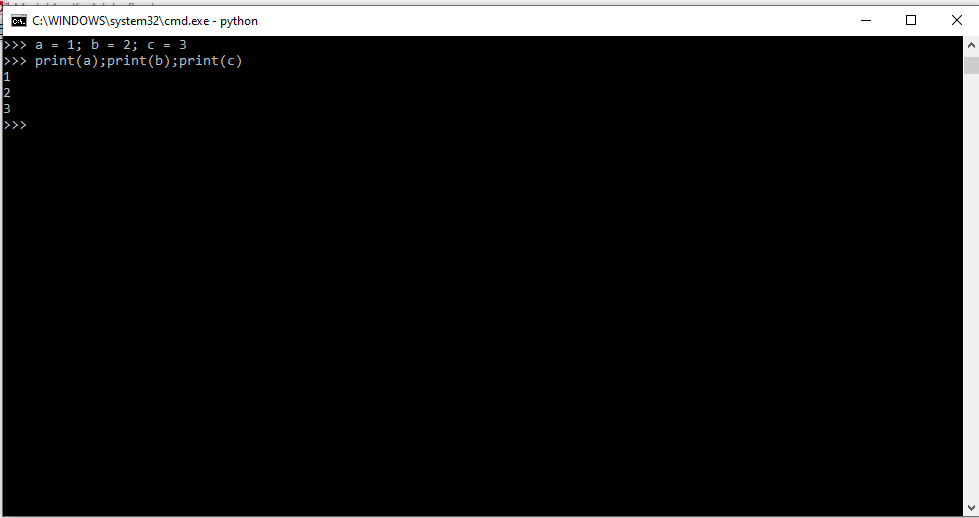 C:\WINDOWS\system32\cmd.exe - python
>>> a = 1; b = 2; c = 3
>>> print(a);print(b);print(c)
1
2
3
>>>